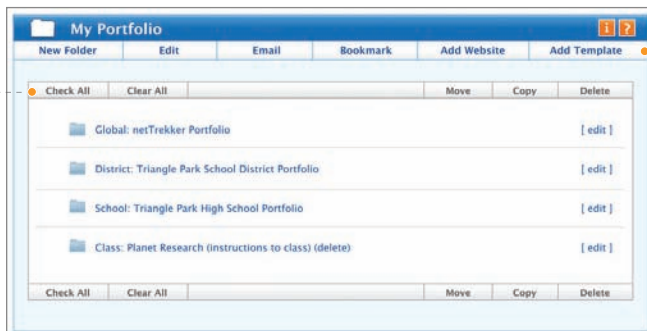 My Portfolio i ?
New Folder Edit Email Bookmark Add Website Add Template
Check All Clear All Move Copy Delete
Global: netTrekker Portfolio [ edit ]
District: Triangle Park School District Portfolio [ edit ]
School: Triangle Park High School Portfolio [ edit ]
Class: Planet Research (instructions to class) (delete) [ edit ]
Check All Clear All Move Copy Delete